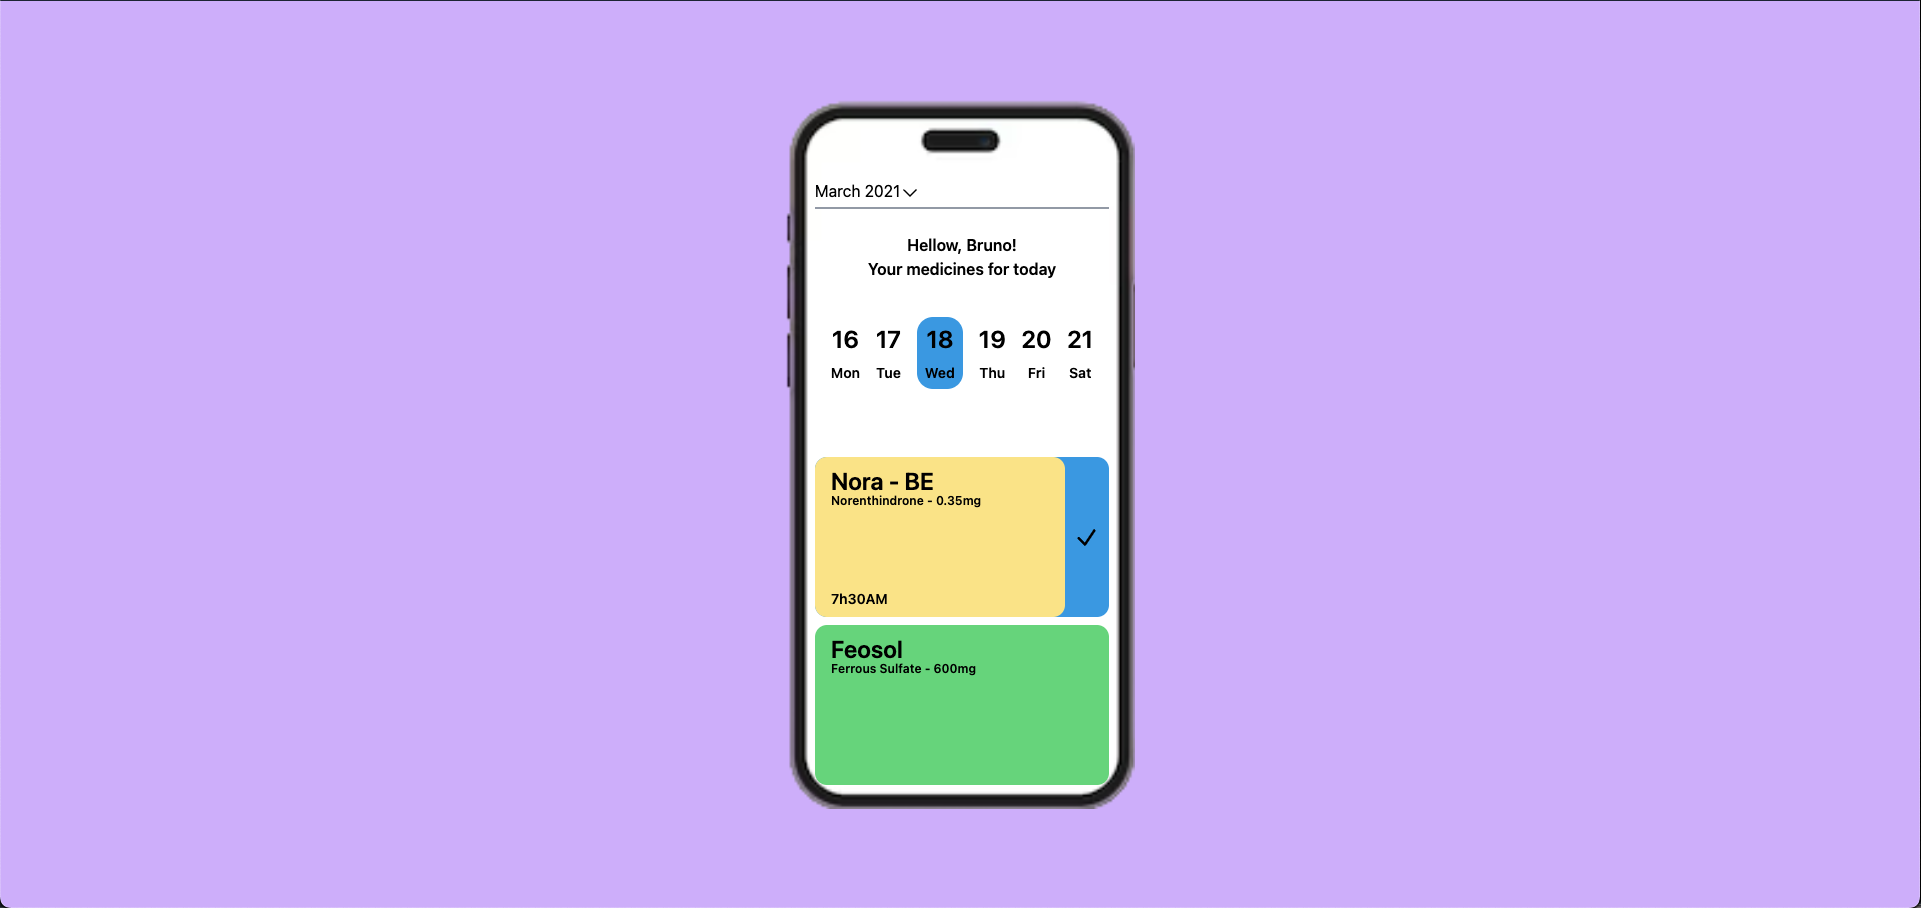 March 2021
Hellow, Bruno!
Your medicines for today
16 17 18 19 20 21
Mon Tue Wed Thu Fri Sat
Nora - BE
Norenthindrone - 0.35mg
7h30AM
Feosol
Ferrous Sulfate - 600mg